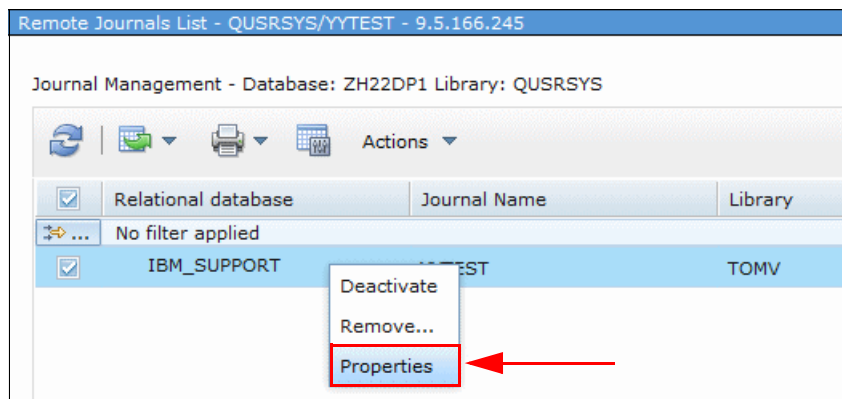 Remote Journals List - QUSRSYS/YYTEST - 9.5.166.245
Journal Management - Database: ZH22DP1 Library: QUSRSYS
Actions
Relational database Journal Name Library
... No filter applied
IBM_SUPPORT TOMV
Deactivate
Remove...
Properties